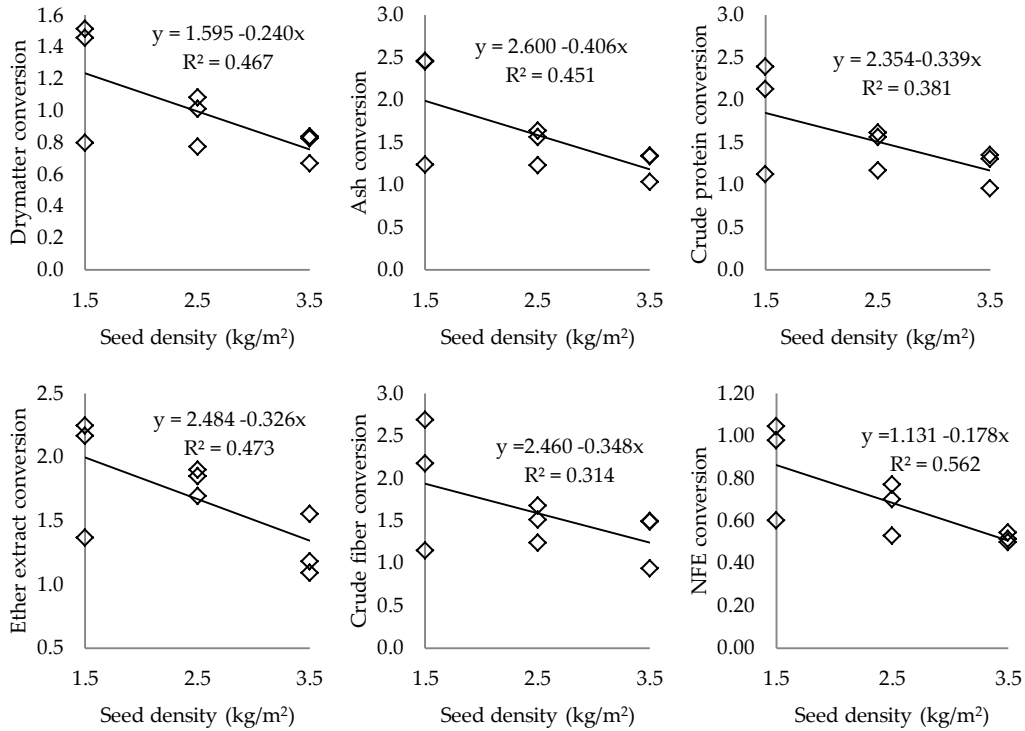 Drymatter conversion
1.6
1.4
1.2
1.0
0.8
0.6
0.4
0.2
0.0
y = 1.595 -0.240x
R² = 0.467
1.5 2.5 3.5
Seed density (kg/m²)
Ash conversion
3.0
2.5
2.0
1.5
1.0
0.5
0.0
y = 2.600 -0.406x
R² = 0.451
1.5 2.5 3.5
Seed density (kg/m²)
Crude protein conversion
3.0
2.5
2.0
1.5
1.0
0.5
0.0
y = 2.354-0.339x
R² = 0.381
1.5 2.5 3.5
Seed density (kg/m²)
Ether extract conversion
2.5
2.0
1.5
1.0
0.5
y = 2.484 -0.326x
R² = 0.473
1.5 2.5 3.5
Seed density (kg/m²)
Crude fiber conversion
3.0
2.5
2.0
1.5
1.0
0.5
0.0
y =2.460 -0.348x
R² = 0.314
1.5 2.5 3.5
Seed density (kg/m²)
NFE conversion
1.20
1.00
0.80
0.60
0.40
0.20
0.00
y =1.131 -0.178x
R² = 0.562
1.5 2.5 3.5
Seed density (kg/m²)